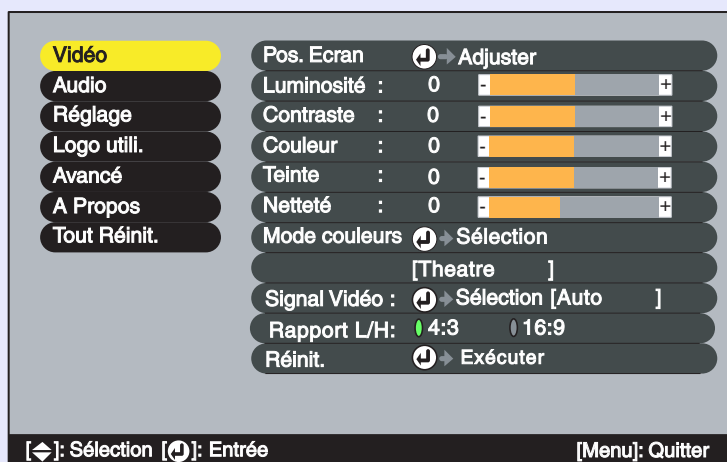 Vidéo
Audio
Réglage
Logo utili.
Avancé
A Propos
Tout Réinit.
Pos. Ecran Adjuster
Luminosité : 0 - +
Contraste : 0 - +
Couleur : 0 - +
Teinte : 0 - +
Netteté : 0 - +
Mode couleurs Sélection
[Theatre ]
Signal Vidéo : Sélection [Auto ]
Rapport L/H: 4:3 16:9
Réinit. Exécuter
[ ]: Sélection [ ]: Entrée [Menu]: Quitter